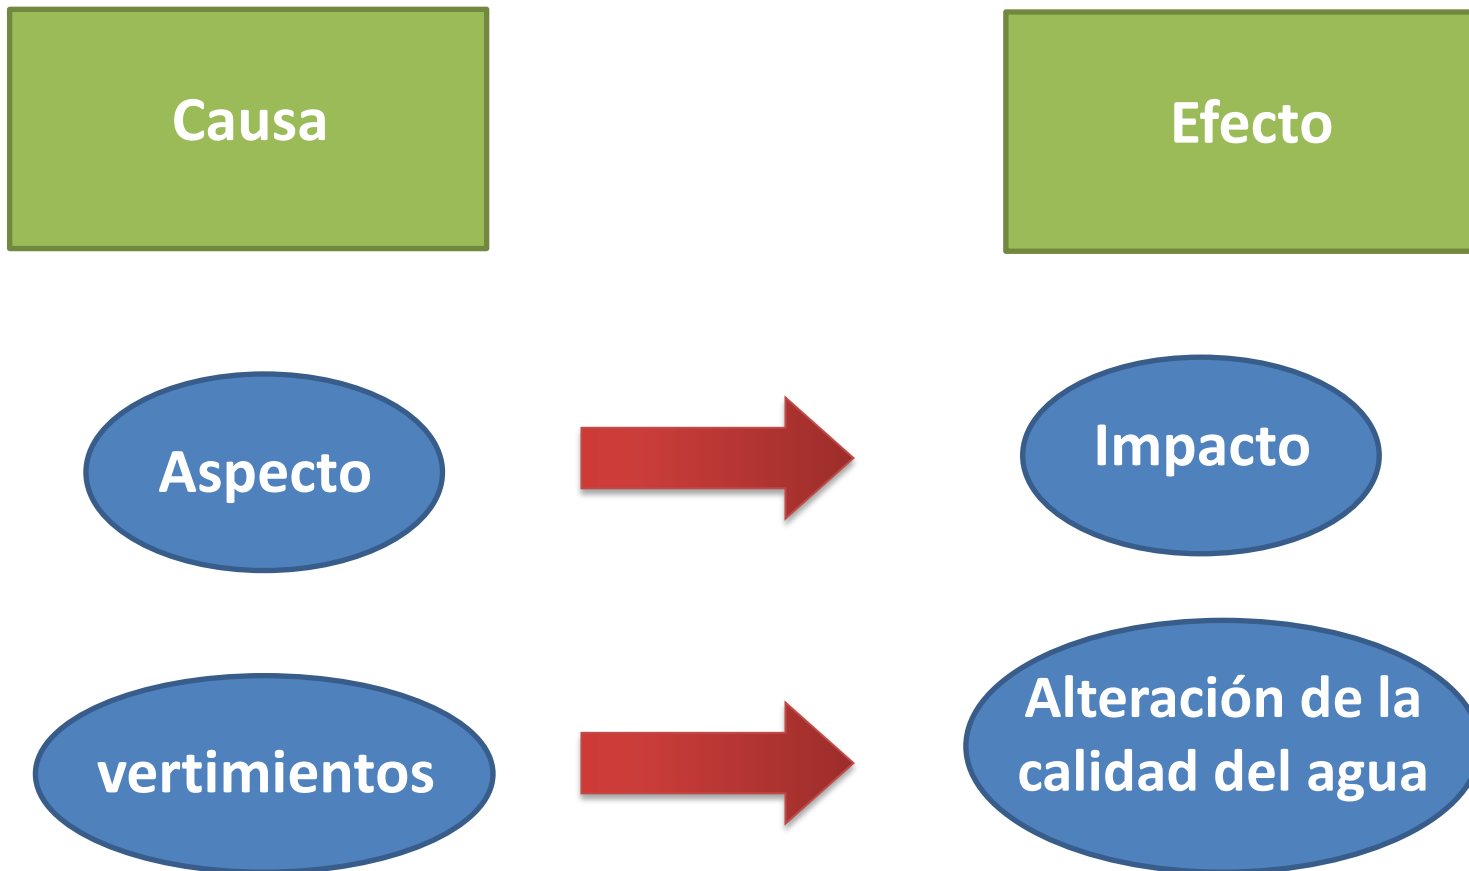 Causa
Efecto
Aspecto
Impacto
vertimientos
Alteración de la
calidad del agua